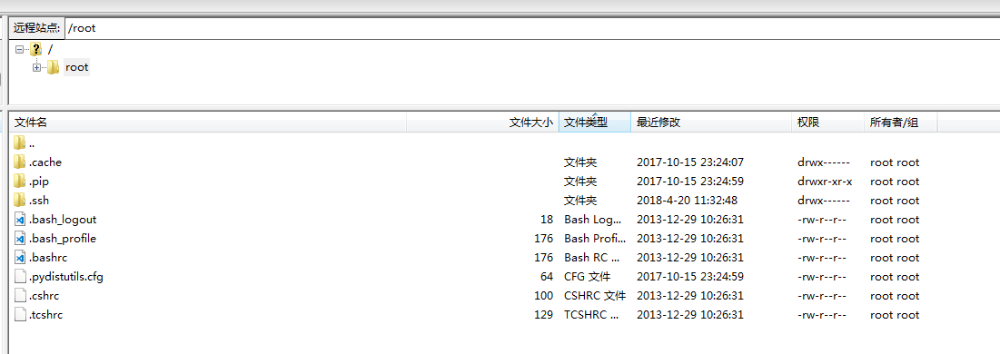 远程站点: /root
/
root
文件名 文件大小 文件类型 最近修改 权限 所有者/组
..
.cache 文件夹 2017-10-15 23:24:07 drwx------ root root
.pip 文件夹 2017-10-15 23:24:59 drwxr-xr-x root root
.ssh 文件夹 2018-4-20 11:32:48 drwx------ root root
.bash_logout 18 Bash Log... 2013-12-29 10:26:31 -rw-r--r-- root root
.bash_profile 176 Bash Profi... 2013-12-29 10:26:31 -rw-r--r-- root root
.bashrc 176 Bash RC ... 2013-12-29 10:26:31 -rw-r--r-- root root
.pydistutils.cfg 64 CFG 文件 2017-10-15 23:24:59 -rw-r--r-- root root
.cshrc 100 CSHRC 文件 2013-12-29 10:26:31 -rw-r--r-- root root
.tcshrc 129 TCSHRC ... 2013-12-29 10:26:31 -rw-r--r-- root root